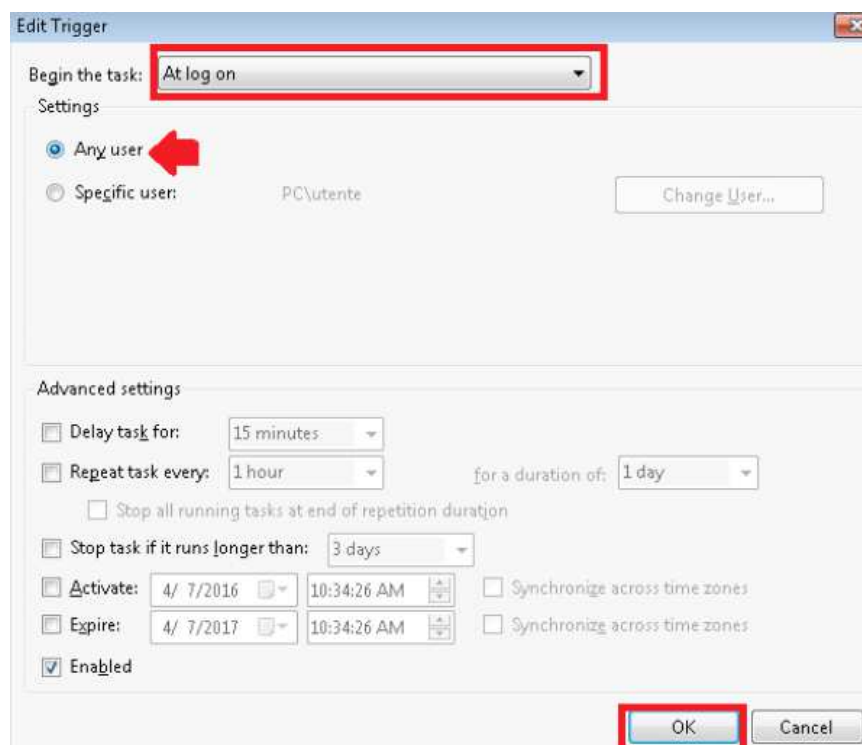 Edit Trigger
Begin the task: At log on
Settings
Any user
Specific user: PC\utente Change User...
Advanced settings
Delay task for: 15 minutes
Repeat task every: 1 hour for a duration of: 1 day
Stop all running tasks at end of repetition duration
Stop task if it runs longer than: 3 days
Activate: 4/ 7/2016 10:34:26 AM Synchronize across time zones
Expire: 4/ 7/2017 10:34:26 AM Synchronize across time zones
Enabled
OK Cancel